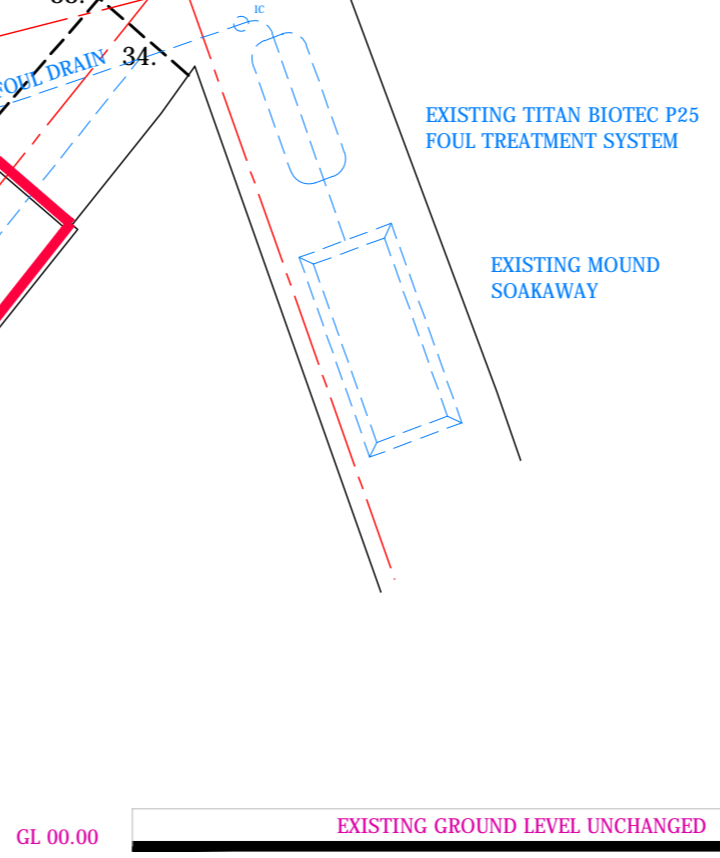 IC
34.
FOUL DRAIN
EXISTING TITAN BIOTEC P25
FOUL TREATMENT SYSTEM
EXISTING MOUND
SOAKAWAY
GL 00.00
EXISTING GROUND LEVEL UNCHANGED